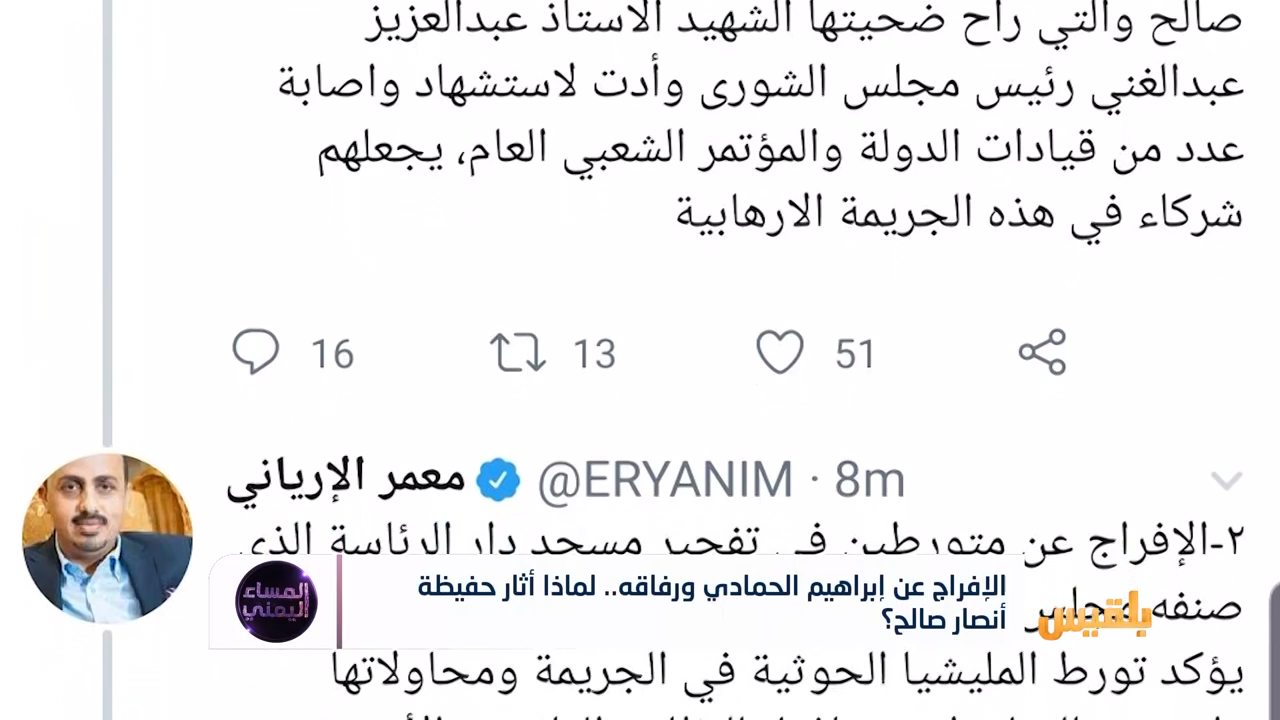 صالح والتي راح ضحيتها الشهيد الاستاذ عبدالعزيز
عبدالغني رئيس مجلس الشورى وأدت لاستشهاد واصابة
عدد من قيادات الدولة والمؤتمر الشعبي العام، يجعلهم
شركاء في هذه الجريمة الارهابية
16 13 51
معمر الإرياني @ERYANIM · 8m
٢-الإفراج عن متورطين في تفجير مسجد دار الرئاسة الذي
صنفه مجلس
يؤكد تورط المليشيا الحوثية في الجريمة ومحاولاتها
الإفراج عن إبراهيم الحمادي ورفاقه.. لماذا أثار حفيظة
أنصار صالح؟
المساء
اليمني
بلقيس